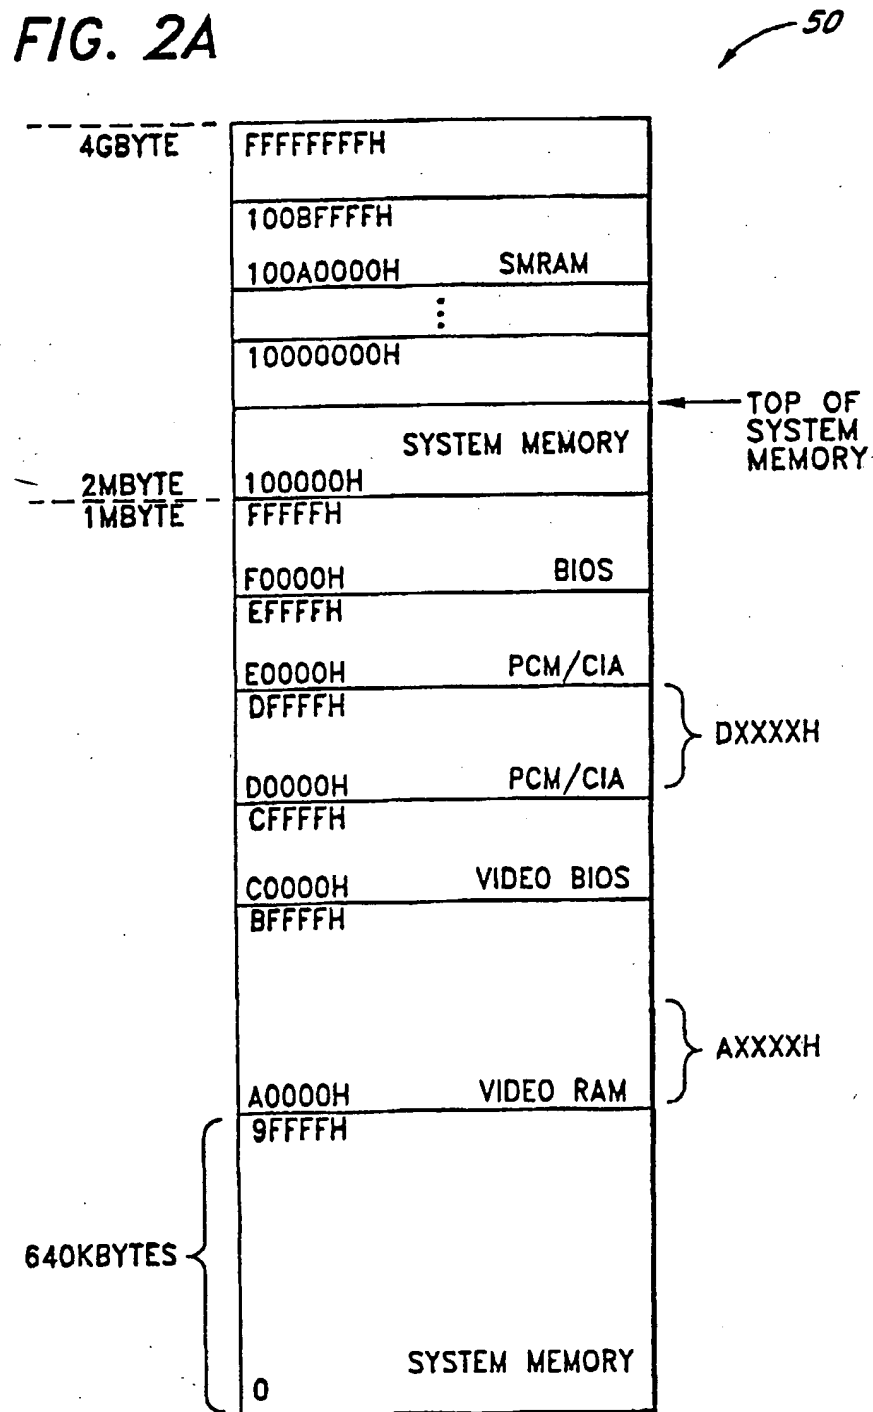 FIG. 2A
50
4GBYTE
FFFFFFFFH
100BFFFFH
100A0000H SMRAM
10000000H
TOP OF
SYSTEM
MEMORY
SYSTEM MEMORY
2MBYTE 100000H
1MBYTE FFFFFH
F0000H BIOS
EFFFFH
E0000H PCM/CIA
DFFFFH
DXXXXH
D0000H PCM/CIA
CFFFFH
C0000H VIDEO BIOS
BFFFFH
AXXXXH
A0000H VIDEO RAM
9FFFFH
640KBYTES
SYSTEM MEMORY
0